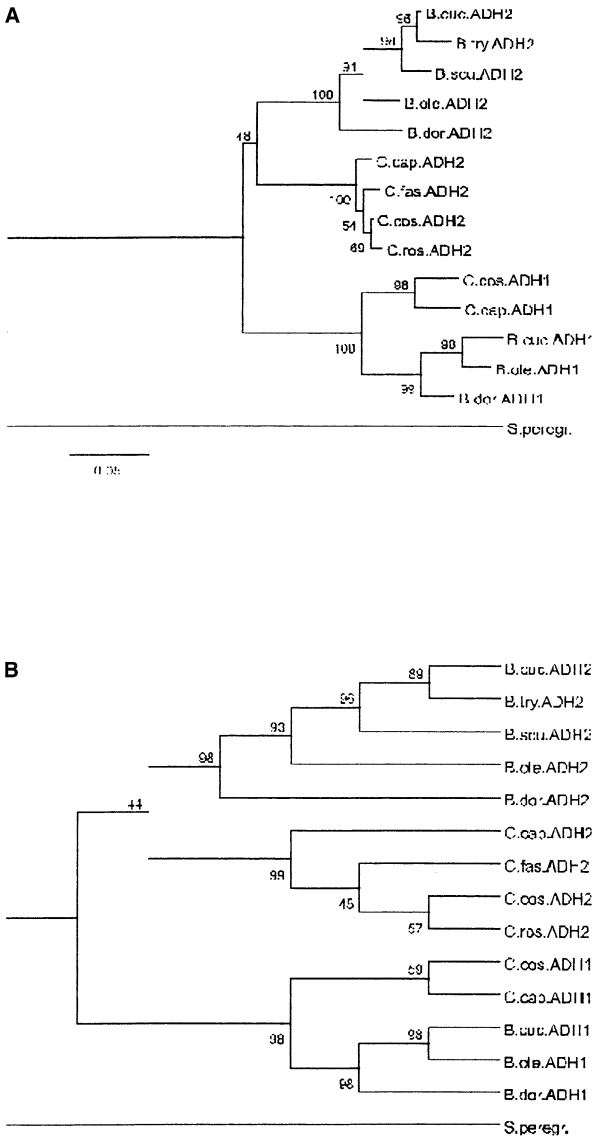 A
B.cuc.ADH2
96
B.try.ADH2
94
B.scu.ADH2
91
100
B.ole.ADH2
B.dor.ADH2
48
C.cap.ADH2
100
C.fas.ADH2
54
C.cos.ADH2
69
C.ros.ADH2
98
C.cos.ADH1
C.cap.ADH1
100
B.cuc.ADH1
98
B.ole.ADH1
99
B.dor.ADH1
S.peregr.
0.05
B
B.cuc.ADH2
89
B.try.ADH2
96
B.scu.ADH2
93
B.ole.ADH2
98
B.dor.ADH2
44
C.cap.ADH2
99
C.fas.ADH2
45
C.cos.ADH2
57
C.ros.ADH2
59
C.cos.ADH1
C.cap.ADH1
98
B.cuc.ADH1
98
B.ole.ADH1
98
B.dor.ADH1
S.peregr.